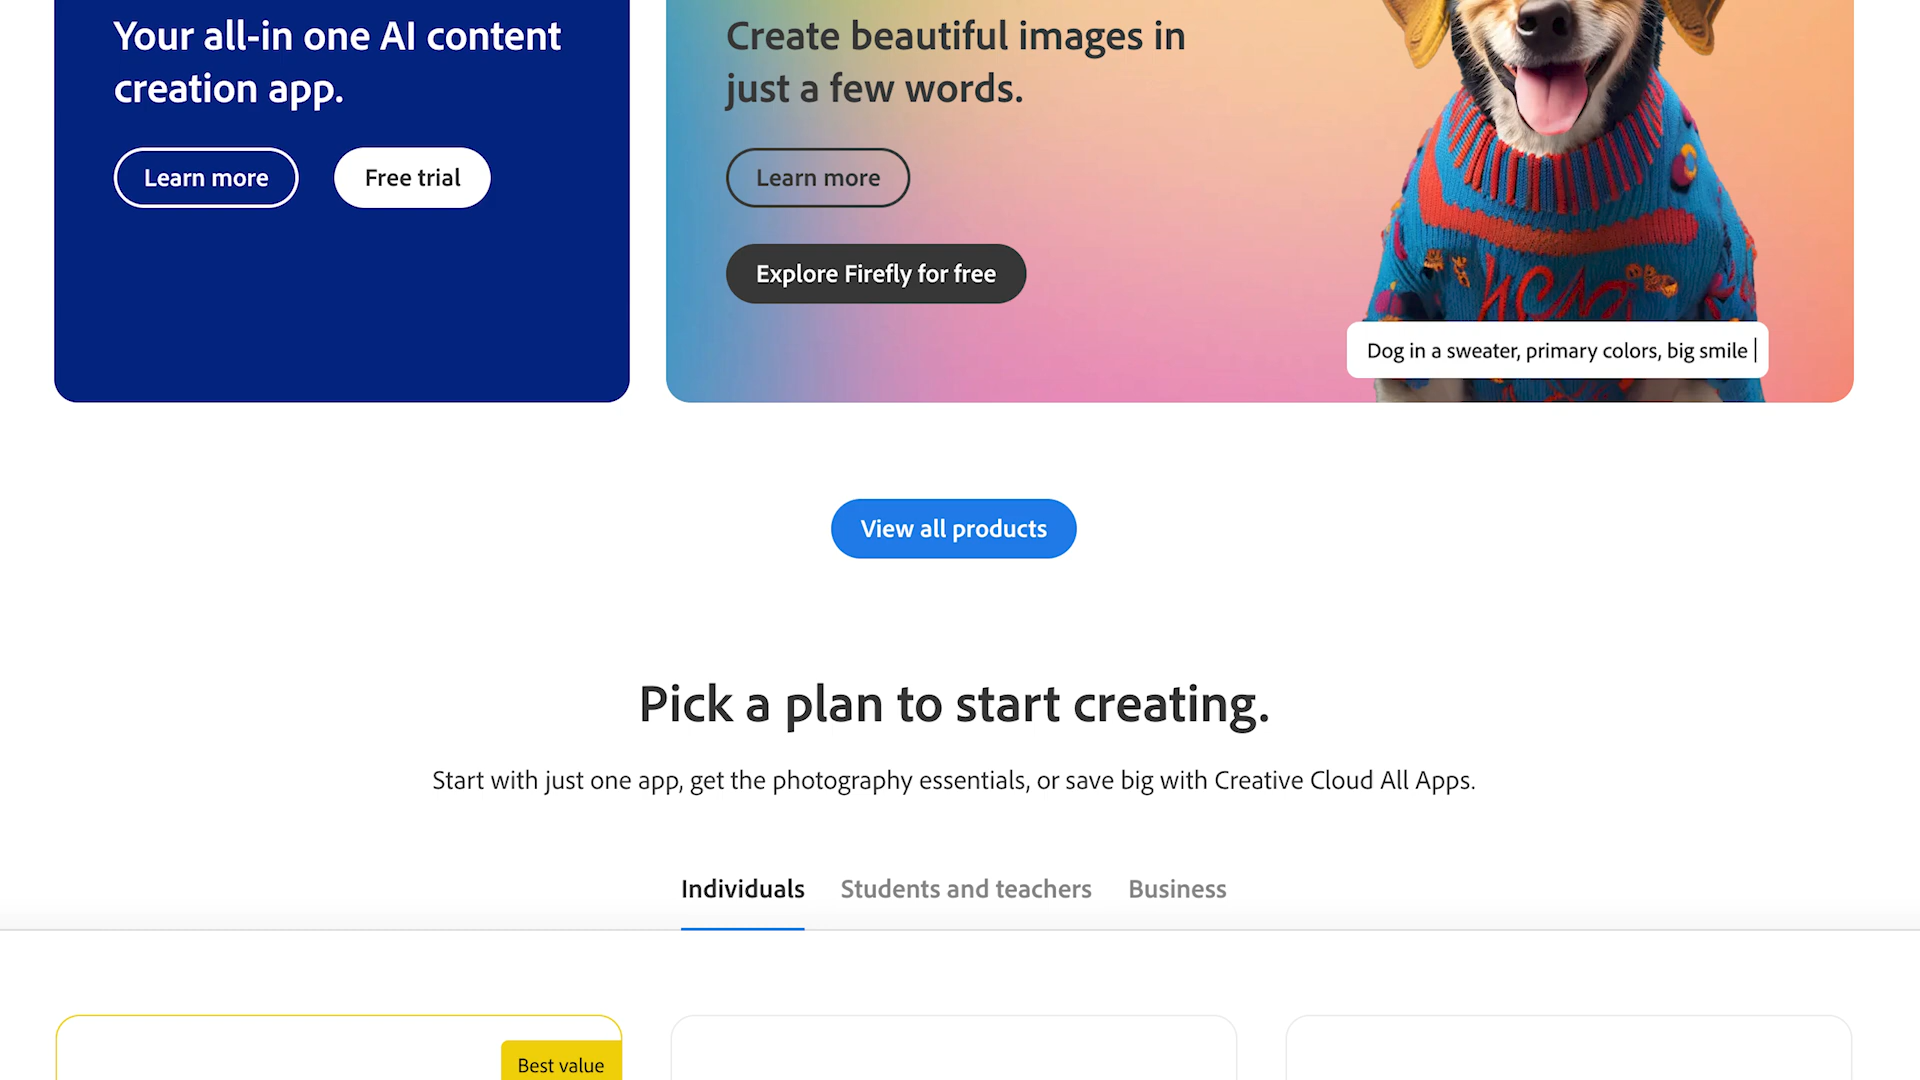 Your all-in one AI content
creation app.
Learn more
Free trial
Create beautiful images in
just a few words.
Learn more
Explore Firefly for free
Dog in a sweater, primary colors, big smile |
View all products
Pick a plan to start creating.
Start with just one app, get the photography essentials, or save big with Creative Cloud All Apps.
Individuals
Students and teachers
Business
Best value